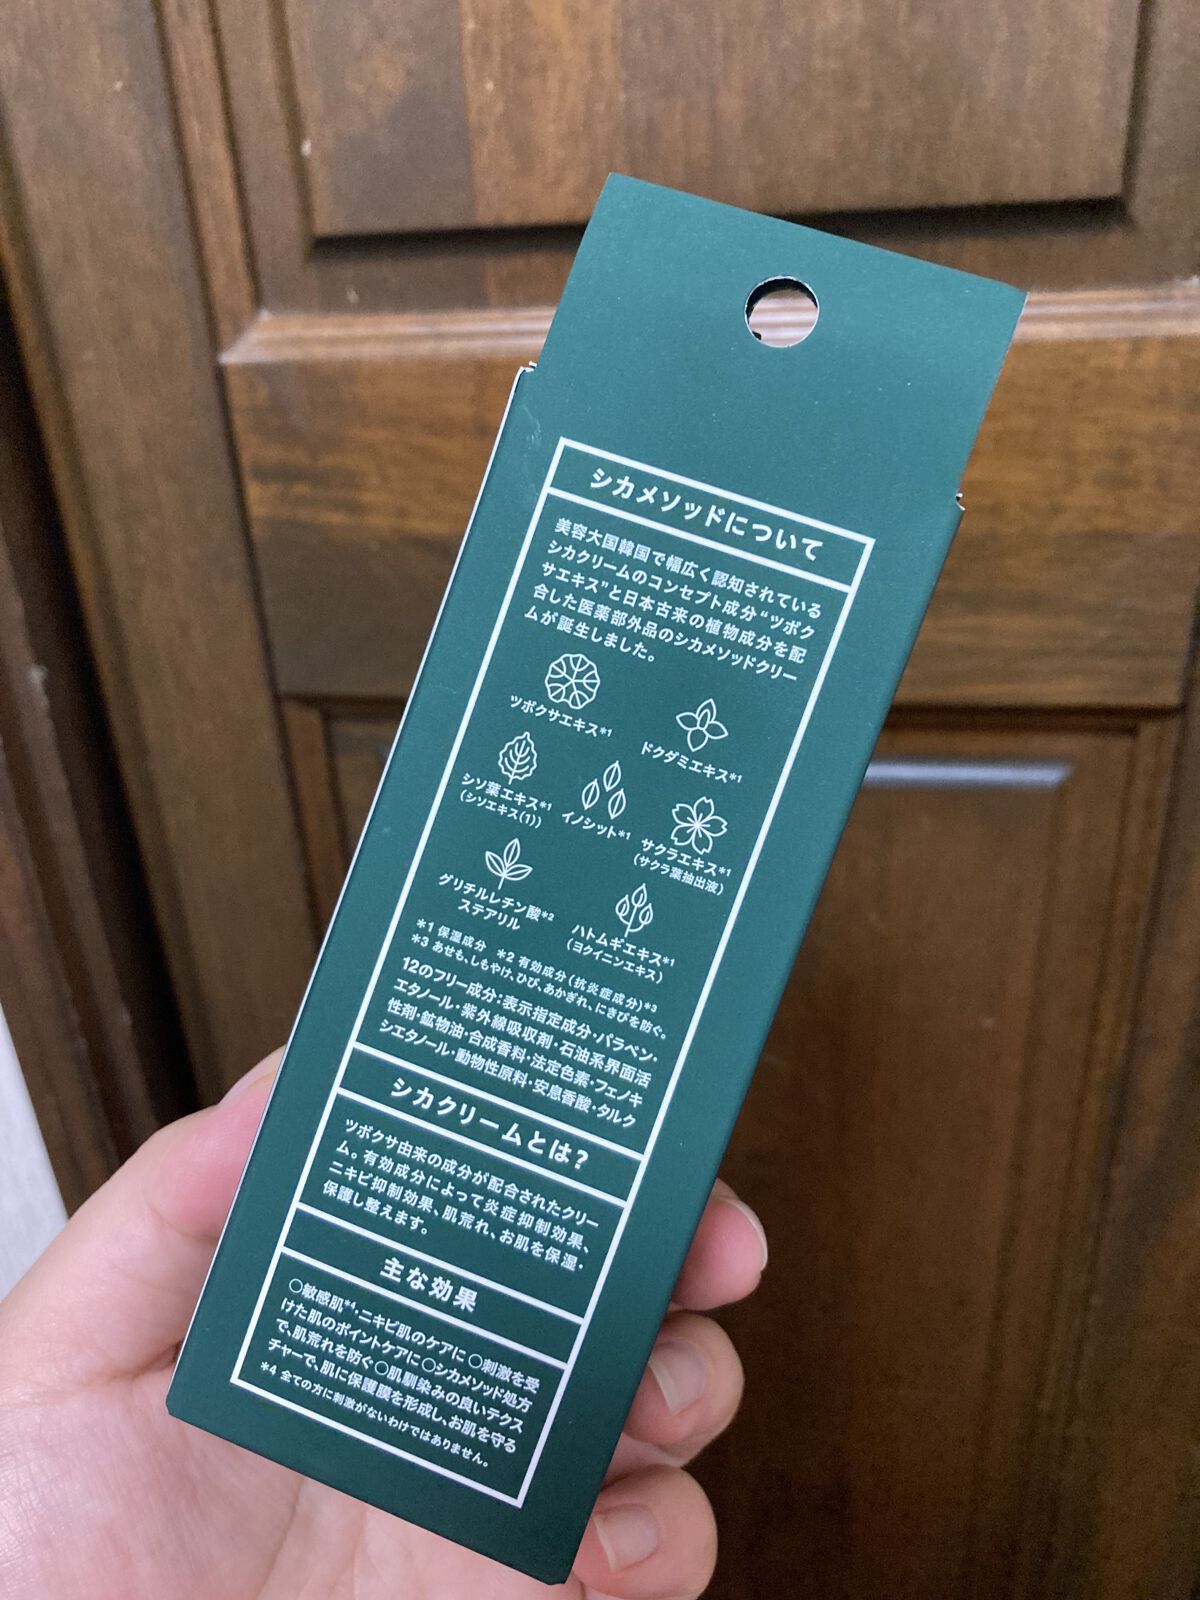 シカメソッドについて
美容大国韓国で幅広く認知されている
シカクリームのコンセプト成分“ツボク
サエキス”と日本古来の植物成分を配
合した医薬部外品のシカメソッドクリー
ムが誕生しました。
ツボクサエキス*1
ドクダミエキス*1
シソ葉エキス*1
(シソエキス(1))
イノシット*1
サクラエキス*1
(サクラ葉抽出液)
グリチルレチン酸*2
ステアリル
ハトムギエキス*1
(ヨクイニンエキス)
*1 保湿成分 *2 有効成分(抗炎症成分)*3
*3 あせも、しもやけ、ひび、あかぎれ、にきびを防ぐ。
12のフリー成分:表示指定成分・パラベン・
エタノール・紫外線吸収剤・石油系界面活
性剤・鉱物油・合成香料・法定色素・フェノキ
シエタノール・動物性原料・安息香酸・タルク
シカクリームとは?
ツボクサ由来の成分が配合されたクリー
ム。有効成分によって炎症抑制効果、
ニキビ抑制効果、肌荒れ、お肌を保湿・
保護し整えます。
主な効果
○敏感肌*4・ニキビ肌のケアに○刺激を受
けた肌のポイントケアに○シカメソッド処方
で、肌荒れを防ぐ○肌馴染みの良いテクス
チャーで、肌に保護膜を形成し、お肌を守る
*4 全ての方に刺激がないわけではありません。